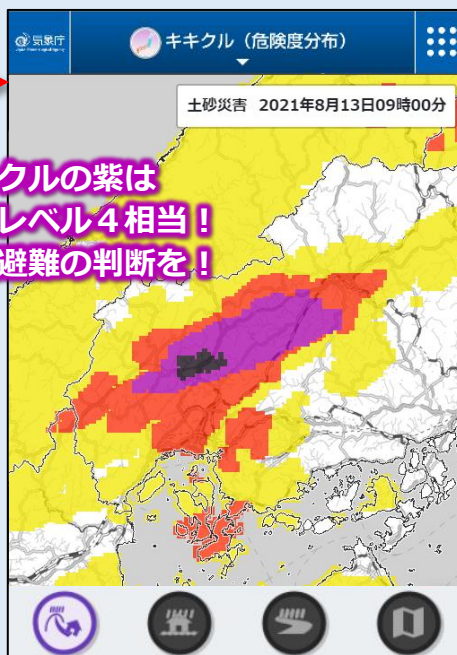 気象庁
キキクル（危険度分布）
土砂災害 2021年8月13日09時00分
クルの紫は
レベル４相当！
避難の判断を！